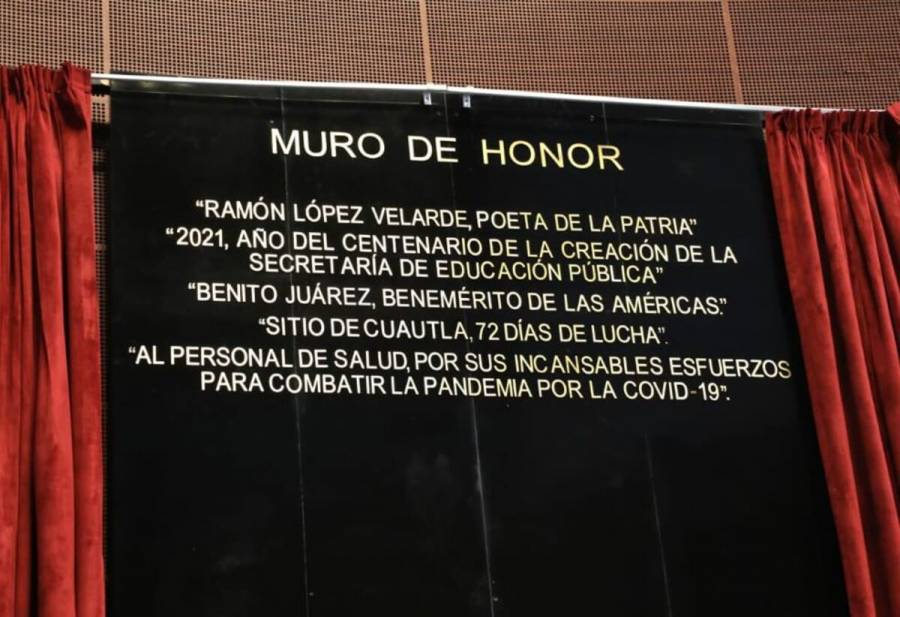 MURO DE HONOR
“RAMÓN LÓPEZ VELARDE, POETA DE LA PATRIA”
“2021, AÑO DEL CENTENARIO DE LA CREACIÓN DE LA
SECRETARÍA DE EDUCACIÓN PÚBLICA”
“BENITO JUÁREZ, BENEMÉRITO DE LAS AMÉRICAS”.
“SITIO DE CUAUTLA, 72 DÍAS DE LUCHA”.
“AL PERSONAL DE SALUD, POR SUS INCANSABLES ESFUERZOS
PARA COMBATIR LA PANDEMIA POR LA COVID-19”.